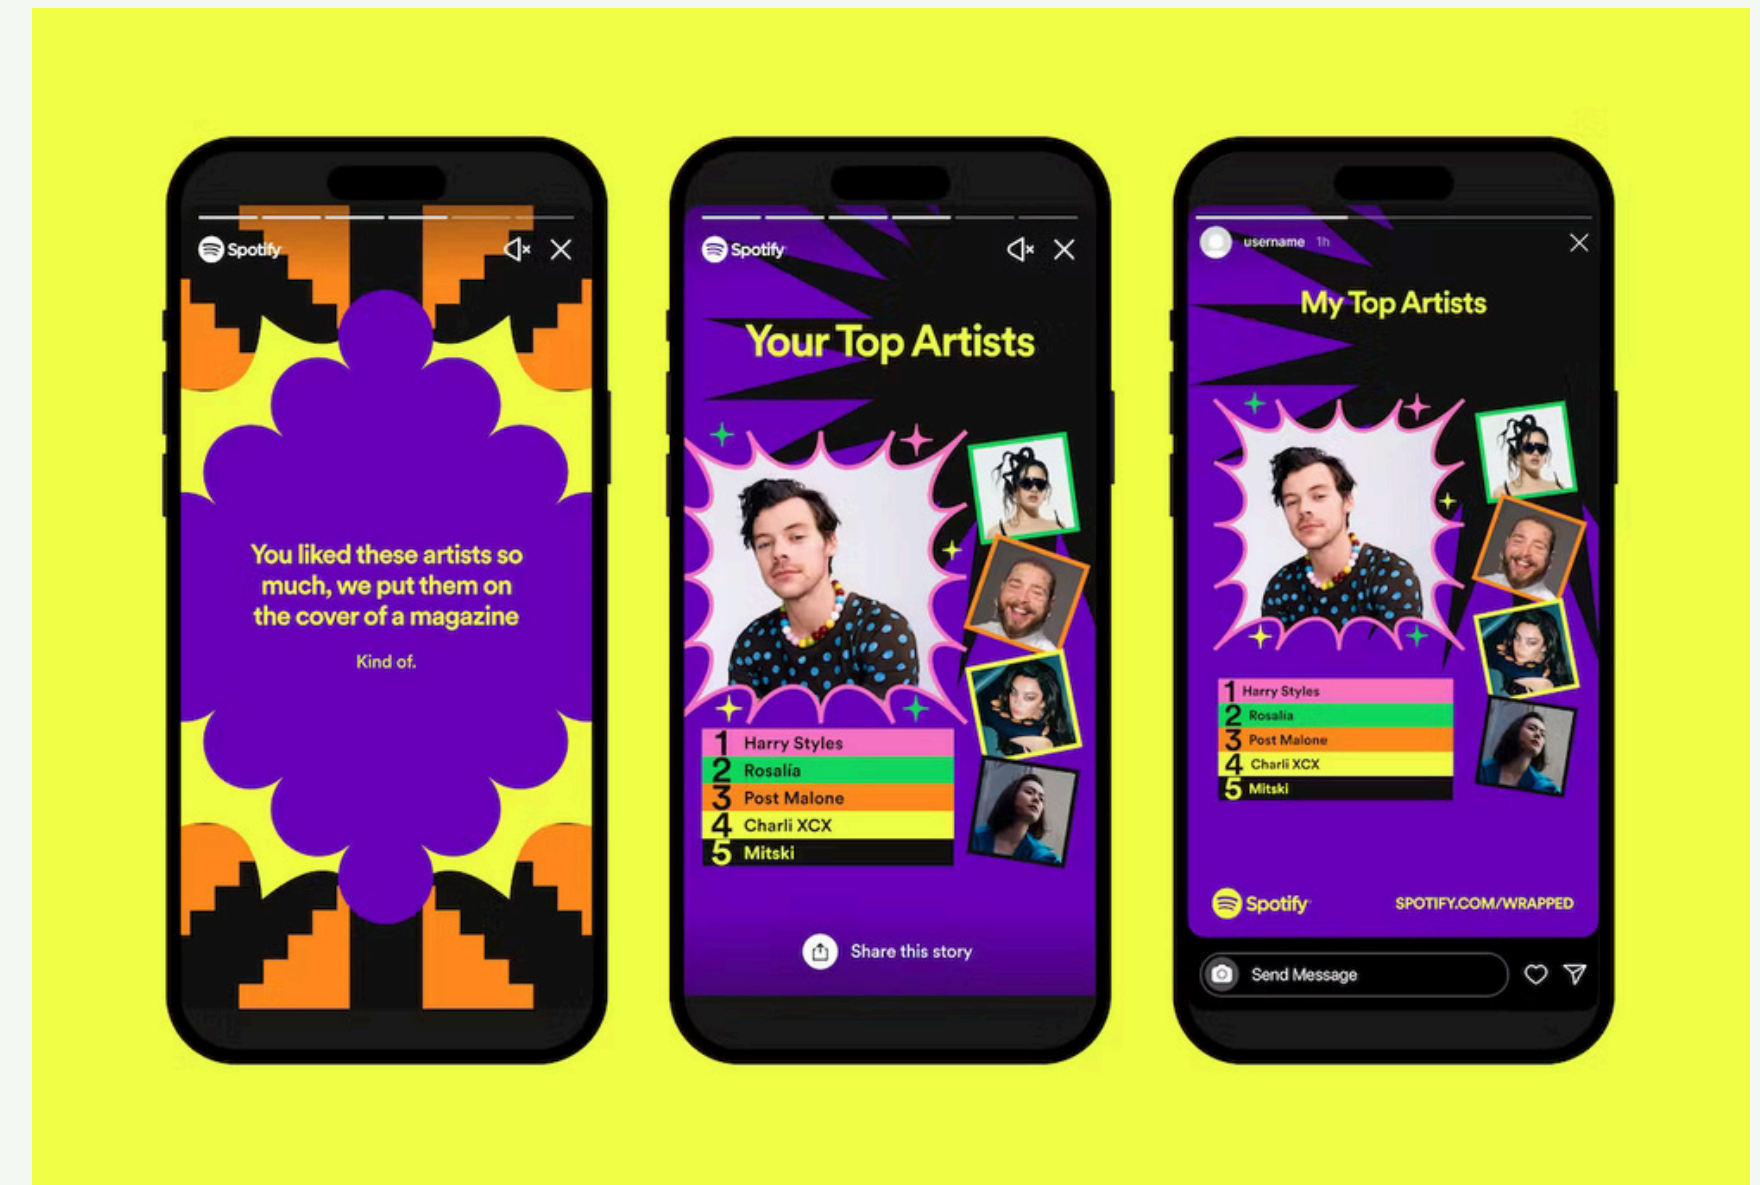 Spotify
You liked these artists so
much, we put them on
the cover of a magazine
Kind of.
Spotify
Your Top Artists
1 Harry Styles
2 Rosalía
3 Post Malone
4 Charli XCX
5 Mitski
Share this story
username 1h
My Top Artists
1 Harry Styles
2 Rosalía
3 Post Malone
4 Charli XCX
5 Mitski
Spotify SPOTIFY.COM/WRAPPED
Send Message